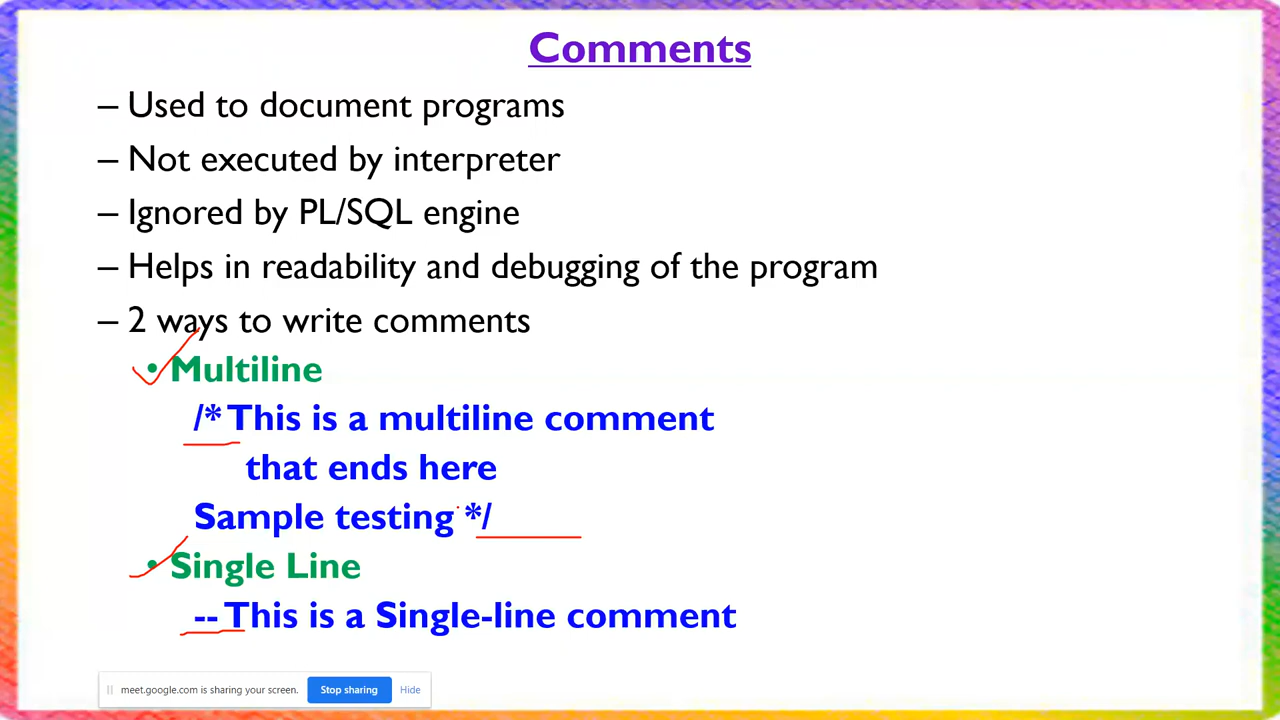 Comments
– Used to document programs
– Not executed by interpreter
– Ignored by PL/SQL engine
– Helps in readability and debugging of the program
– 2 ways to write comments
• Multiline
/* This is a multiline comment
that ends here
Sample testing */
• Single Line
-- This is a Single-line comment
meet.google.com is sharing your screen. Stop sharing Hide